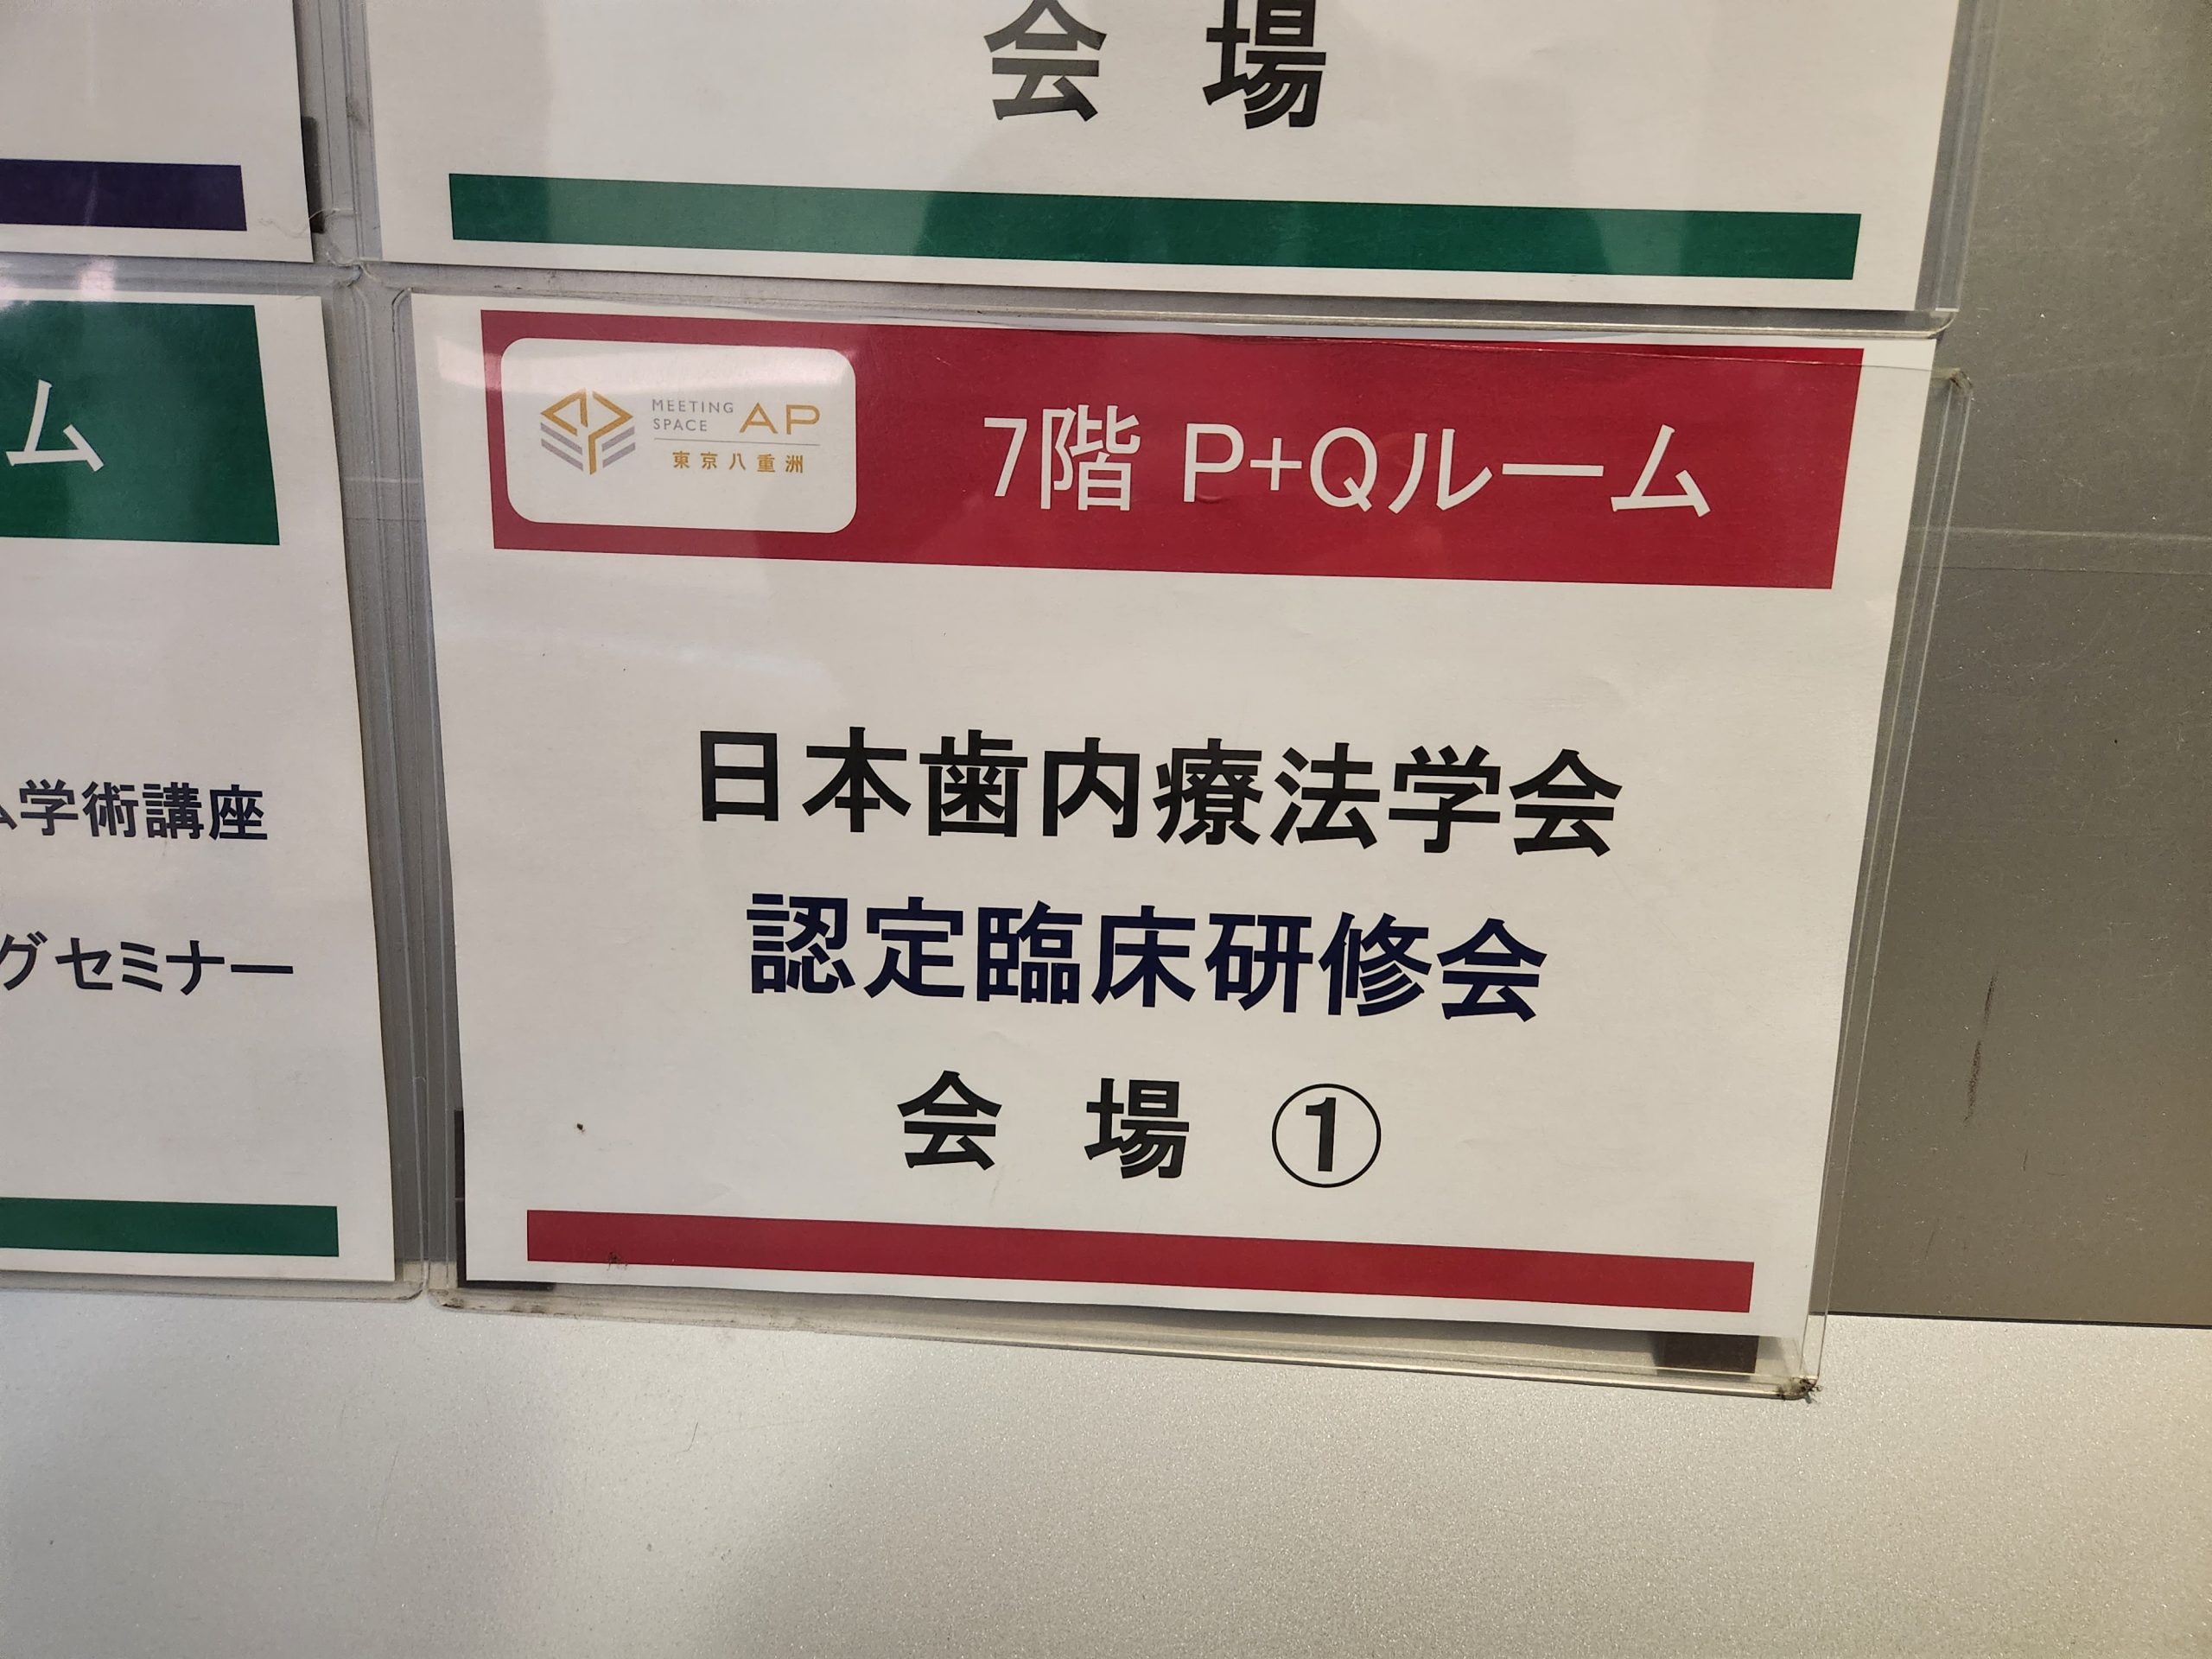 会 場
ム
学術講座
グセミナー
MEETING
SPACE AP
東京八重洲
7階 P+Qルーム
日本歯内療法学会
認定臨床研修会
会 場 ①